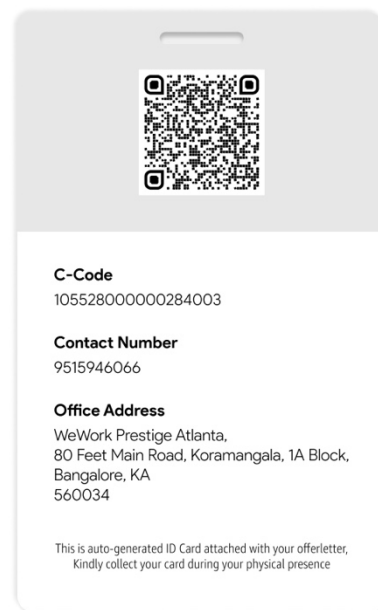 C-Code
105528000000284003
Contact Number
9515946066
Office Address
WeWork Prestige Atlanta,
80 Feet Main Road, Koramangala, 1A Block,
Bangalore, KA
560034
This is auto-generated ID Card attached with your offerletter,
Kindly collect your card during your physical presence